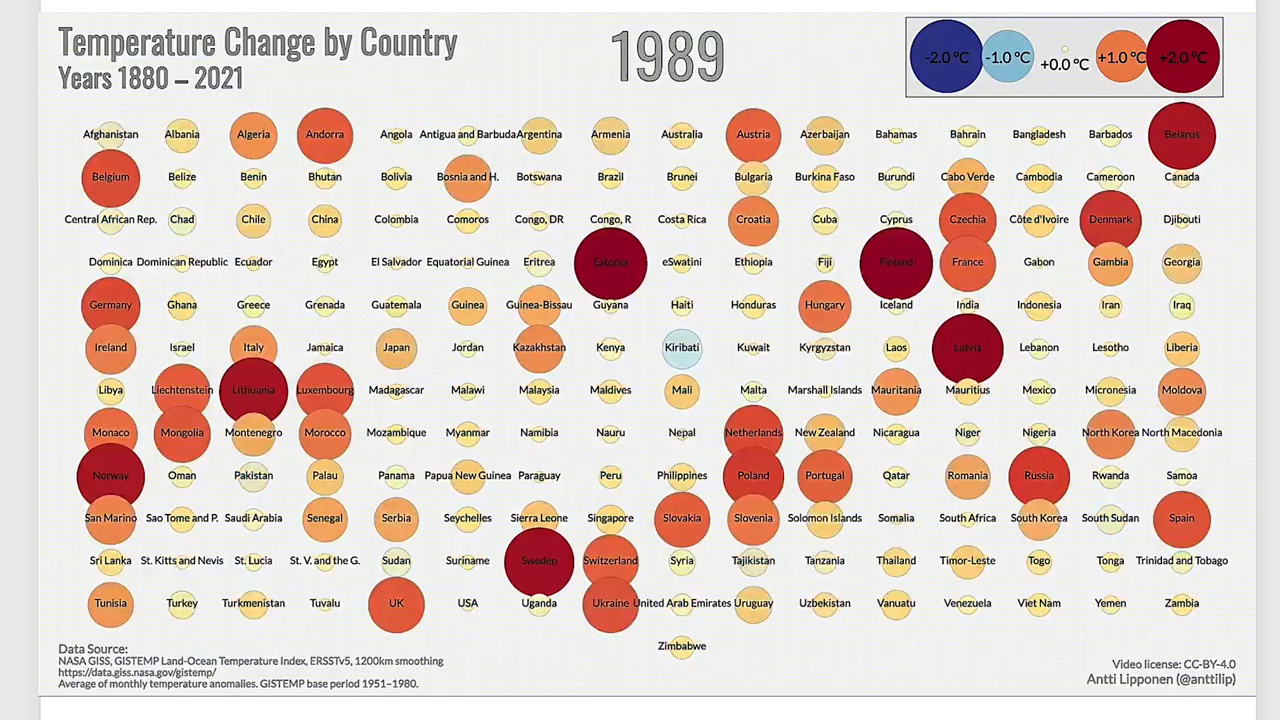 Temperature Change by Country
Years 1880 – 2021
1989
-2.0 ºC -1.0 ºC +0.0 ºC +1.0 ºC +2.0 ºC
Afghanistan Albania Algeria Andorra Angola Antigua and Barbuda Argentina Armenia Australia Austria Azerbaijan Bahamas Bahrain Bangladesh Barbados Belarus
Belgium Belize Benin Bhutan Bolivia Bosnia and H. Botswana Brazil Brunei Bulgaria Burkina Faso Burundi Cabo Verde Cambodia Cameroon Canada
Central African Rep. Chad Chile China Colombia Comoros Congo, DR Congo, R Costa Rica Croatia Cuba Cyprus Czechia Côte d'Ivoire Denmark Djibouti
Dominica Dominican Republic Ecuador Egypt El Salvador Equatorial Guinea Eritrea Estonia eSwatini Ethiopia Fiji Finland France Gabon Gambia Georgia
Germany Ghana Greece Grenada Guatemala Guinea Guinea-Bissau Guyana Haiti Honduras Hungary Iceland India Indonesia Iran Iraq
Ireland Israel Italy Jamaica Japan Jordan Kazakhstan Kenya Kiribati Kuwait Kyrgyzstan Laos Latvia Lebanon Lesotho Liberia
Libya Liechtenstein Lithuania Luxembourg Madagascar Malawi Malaysia Maldives Mali Malta Marshall Islands Mauritania Mauritius Mexico Micronesia Moldova
Monaco Mongolia Montenegro Morocco Mozambique Myanmar Namibia Nauru Nepal Netherlands New Zealand Nicaragua Niger Nigeria North Korea North Macedonia
Norway Oman Pakistan Palau Panama Papua New Guinea Paraguay Peru Philippines Poland Portugal Qatar Romania Russia Rwanda Samoa
San Marino Sao Tome and P. Saudi Arabia Senegal Serbia Seychelles Sierra Leone Singapore Slovakia Slovenia Solomon Islands Somalia South Africa South Korea South Sudan Spain
Sri Lanka St. Kitts and Nevis St. Lucia St. V. and the G. Sudan Suriname Sweden Switzerland Syria Tajikistan Tanzania Thailand Timor-Leste Togo Tonga Trinidad and Tobago
Tunisia Turkey Turkmenistan Tuvalu UK USA Uganda Ukraine United Arab Emirates Uruguay Uzbekistan Vanuatu Venezuela Viet Nam Yemen Zambia
Zimbabwe
Data Source:
NASA GISS, GISTEMP Land-Ocean Temperature Index, ERSSTv5, 1200km smoothing
https://data.giss.nasa.gov/gistemp/
Average of monthly temperature anomalies. GISTEMP base period 1951–1980.
Video license: CC-BY-4.0
Antti Lipponen (@anttilip)